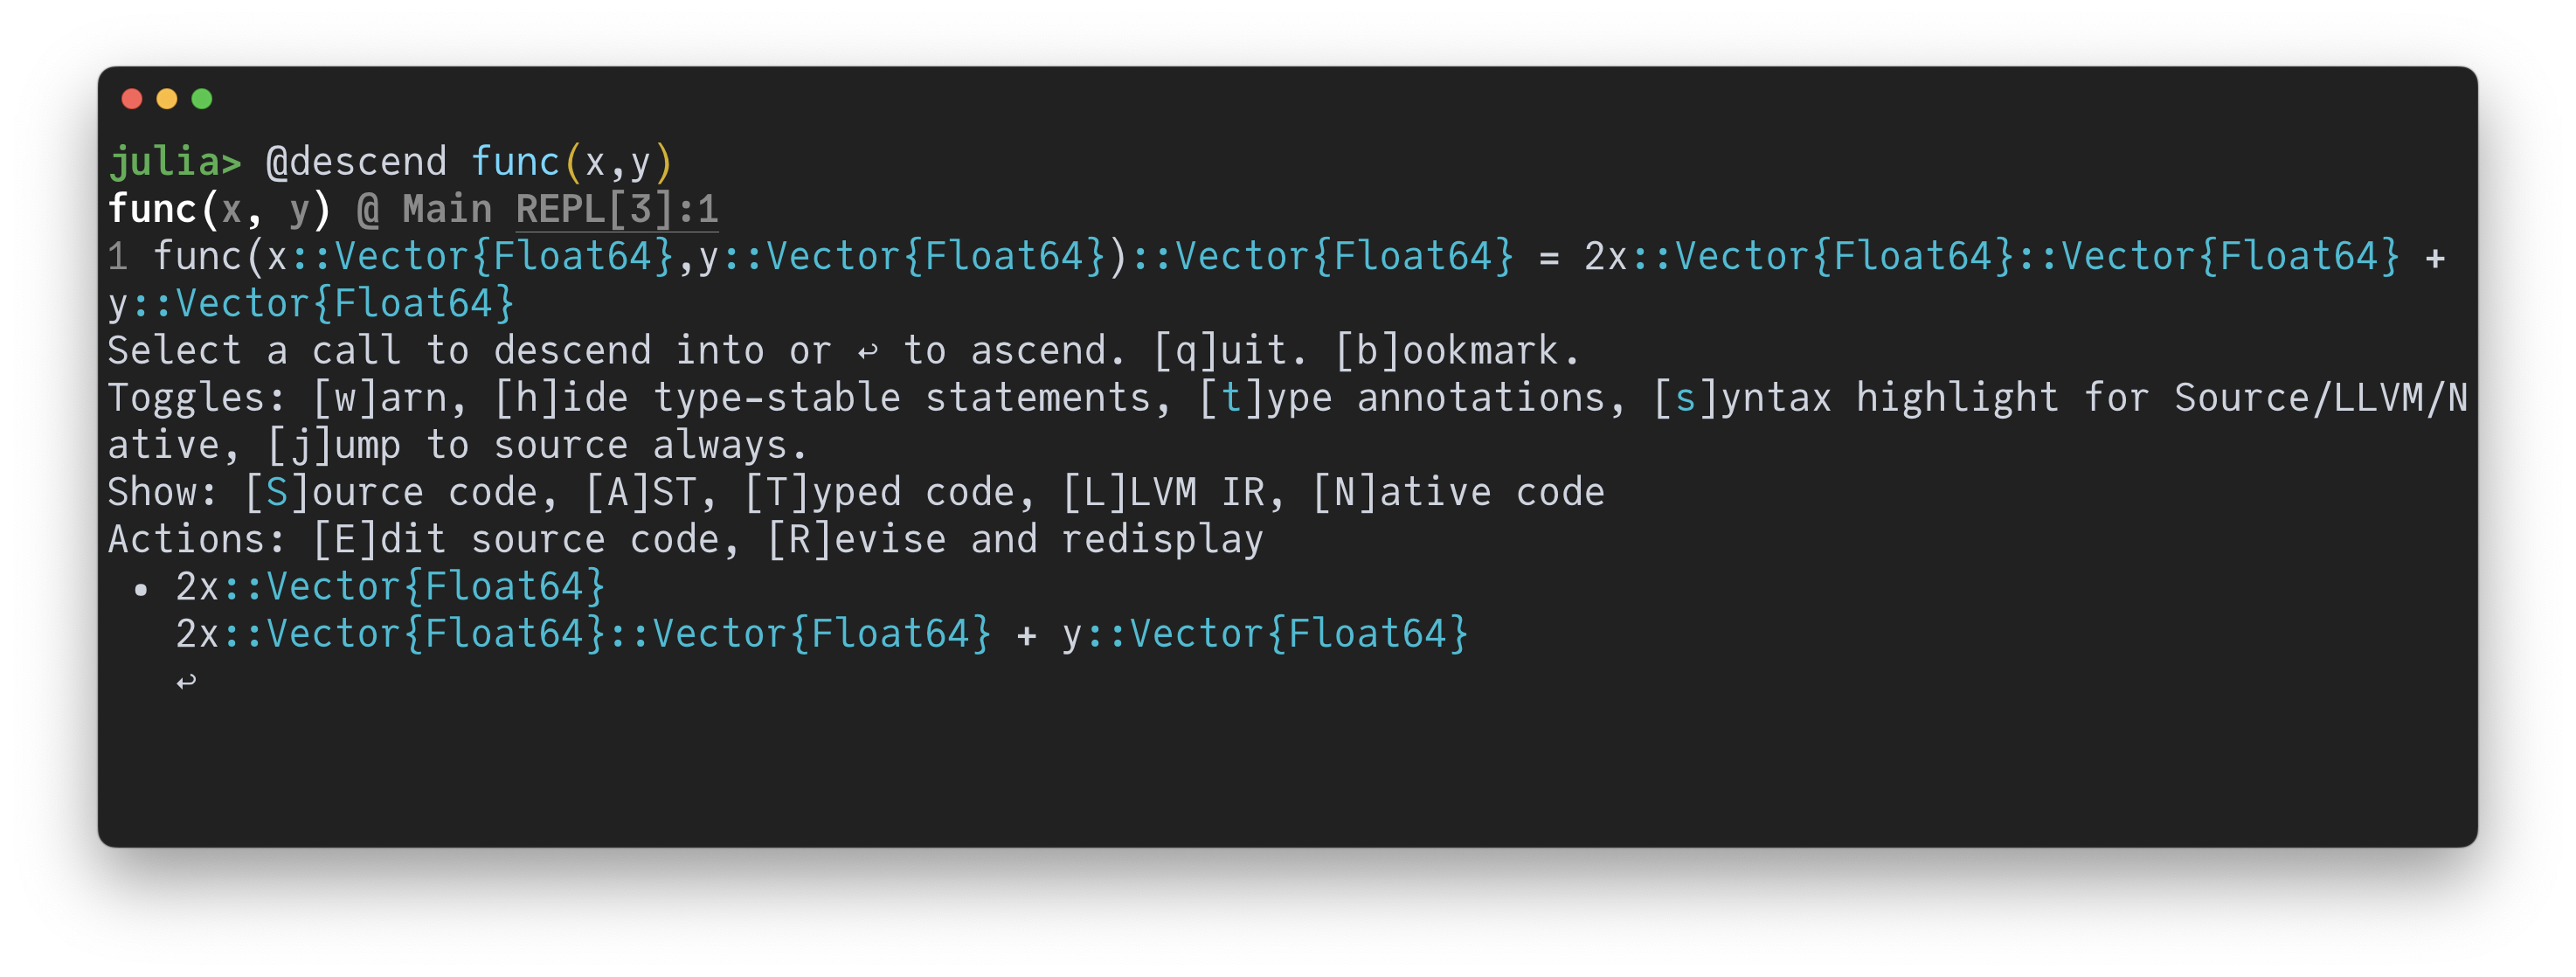 julia> @descend func(x,y)
func(x, y) @ Main REPL[3]:1
1 func(x::Vector{Float64},y::Vector{Float64})::Vector{Float64} = 2x::Vector{Float64}::Vector{Float64} +
y::Vector{Float64}
Select a call to descend into or ↩ to ascend. [q]uit. [b]ookmark.
Toggles: [w]arn, [h]ide type-stable statements, [t]ype annotations, [s]yntax highlight for Source/LLVM/N
ative, [j]ump to source always.
Show: [S]ource code, [A]ST, [T]yped code, [L]LVM IR, [N]ative code
Actions: [E]dit source code, [R]evise and redisplay
 • 2x::Vector{Float64}
   2x::Vector{Float64}::Vector{Float64} + y::Vector{Float64}
   ↩